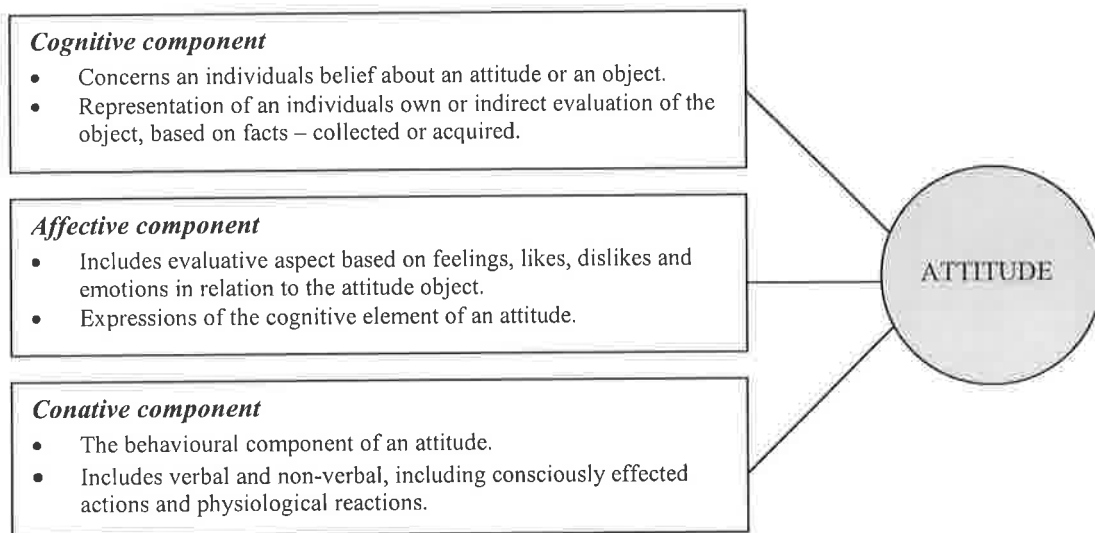 Cognitive component
• Concerns an individuals belief about an attitude or an object.
• Representation of an individuals own or indirect evaluation of the
object, based on facts – collected or acquired.
Affective component
• Includes evaluative aspect based on feelings, likes, dislikes and
emotions in relation to the attitude object.
• Expressions of the cognitive element of an attitude.
Conative component
• The behavioural component of an attitude.
• Includes verbal and non-verbal, including consciously effected
actions and physiological reactions.
ATTITUDE